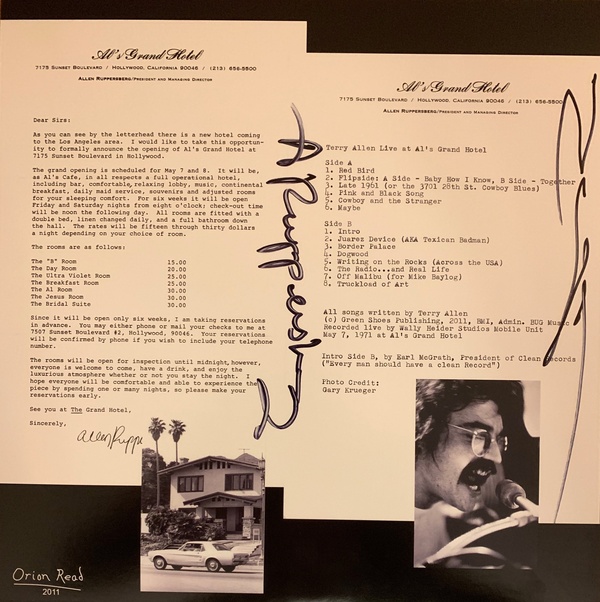 Al's Grand Hotel
7175 Sunset Boulevard / Hollywood, California 90046 / (213) 656-5500
Allen Ruppersberg/President and Managing Director
Dear Sirs:
As you can see by the letterhead there is a new hotel coming
to the Los Angeles area. I would like to take this opportun-
ity to formally announce the opening of Al's Grand Hotel at
7175 Sunset Boulevard in Hollywood.
The grand opening is scheduled for May 7 and 8. It will be,
as Al's Cafe, in all respects a full operational hotel,
including bar, comfortable, relaxing lobby, music, continental
breakfast, daily maid service, souvenirs and adjusted rooms
for your sleeping comfort. For six weeks it will be open
Friday and Saturday nights from eight o'clock; check-out time
will be noon the following day. All rooms are fitted with a
double bed, linen changed daily, and a full bathroom down
the hall. The rates will be fifteen through thirty dollars
a night depending on your choice of room.
The rooms are as follows:
The "B" Room 15.00
The Day Room 20.00
The Ultra Violet Room 25.00
The Breakfast Room 25.00
The Al Room 30.00
The Jesus Room 30.00
The Bridal Suite 30.00
Since it will be open only six weeks, I am taking reservations
in advance. You may either phone or mail your checks to me at
7507 Sunset Boulevard #2, Hollywood, 90046. Your reservations
will be confirmed by phone if you wish to include your telephone
number.
The rooms will be open for inspection until midnight, however,
everyone is welcome to come, have a drink, and enjoy the
luxurious atmosphere whether or not you stay the night. I
hope everyone will be comfortable and able to experience the
piece by spending one or many nights, so please make your
reservations early.
See you at The Grand Hotel,
Sincerely,
Allen Rupp
A Ruppersb
Al's Grand Hotel
7175 Sunset Boulevard / Hollywood, California 90046 / (213) 656-5500
Allen Ruppersberg/President and Managing Director
Terry Allen Live at Al's Grand Hotel
Side A
1. Red Bird
2. Flipside: A Side - Baby How I Know, B Side - Together
3. Late 1961 (or the 3701 28th St. Cowboy Blues)
4. Pink and Black Song
5. Cowboy and the Stranger
6. Maybe
Side B
1. Intro
2. Juarez Device (AKA Texican Badman)
3. Border Palace
4. Dogwood
5. Writing on the Rocks (Across the USA)
6. The Radio...and Real Life
7. Off Malibu (for Mike Baylog)
8. Truckload of Art
All songs written by Terry Allen
(c) Green Shoes Publishing, 2011, BMI, Admin. BUG Music
Recorded live by Wally Heider Studios Mobile Unit
May 7, 1971 at Al's Grand Hotel
Intro Side B, by Earl McGrath, President of Clean Records
("Every man should have a clean Record")
Photo Credit:
Gary Krueger
Orion Read
2011